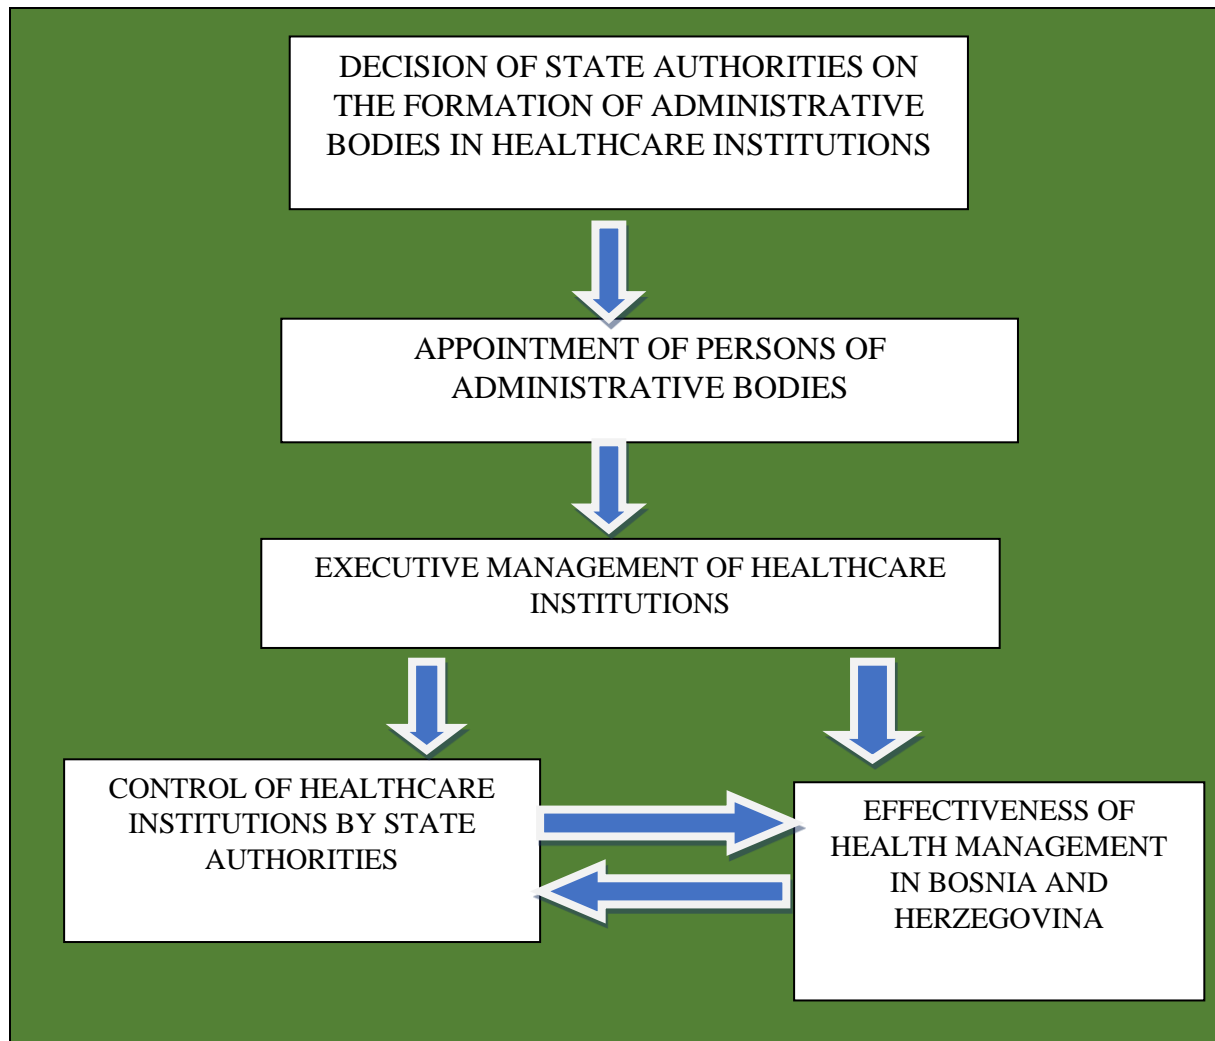 DECISION OF STATE AUTHORITIES ON
THE FORMATION OF ADMINISTRATIVE
BODIES IN HEALTHCARE INSTITUTIONS
APPOINTMENT OF PERSONS OF
ADMINISTRATIVE BODIES
EXECUTIVE MANAGEMENT OF HEALTHCARE
INSTITUTIONS
CONTROL OF HEALTHCARE
INSTITUTIONS BY STATE
AUTHORITIES
EFFECTIVENESS OF
HEALTH MANAGEMENT
IN BOSNIA AND
HERZEGOVINA